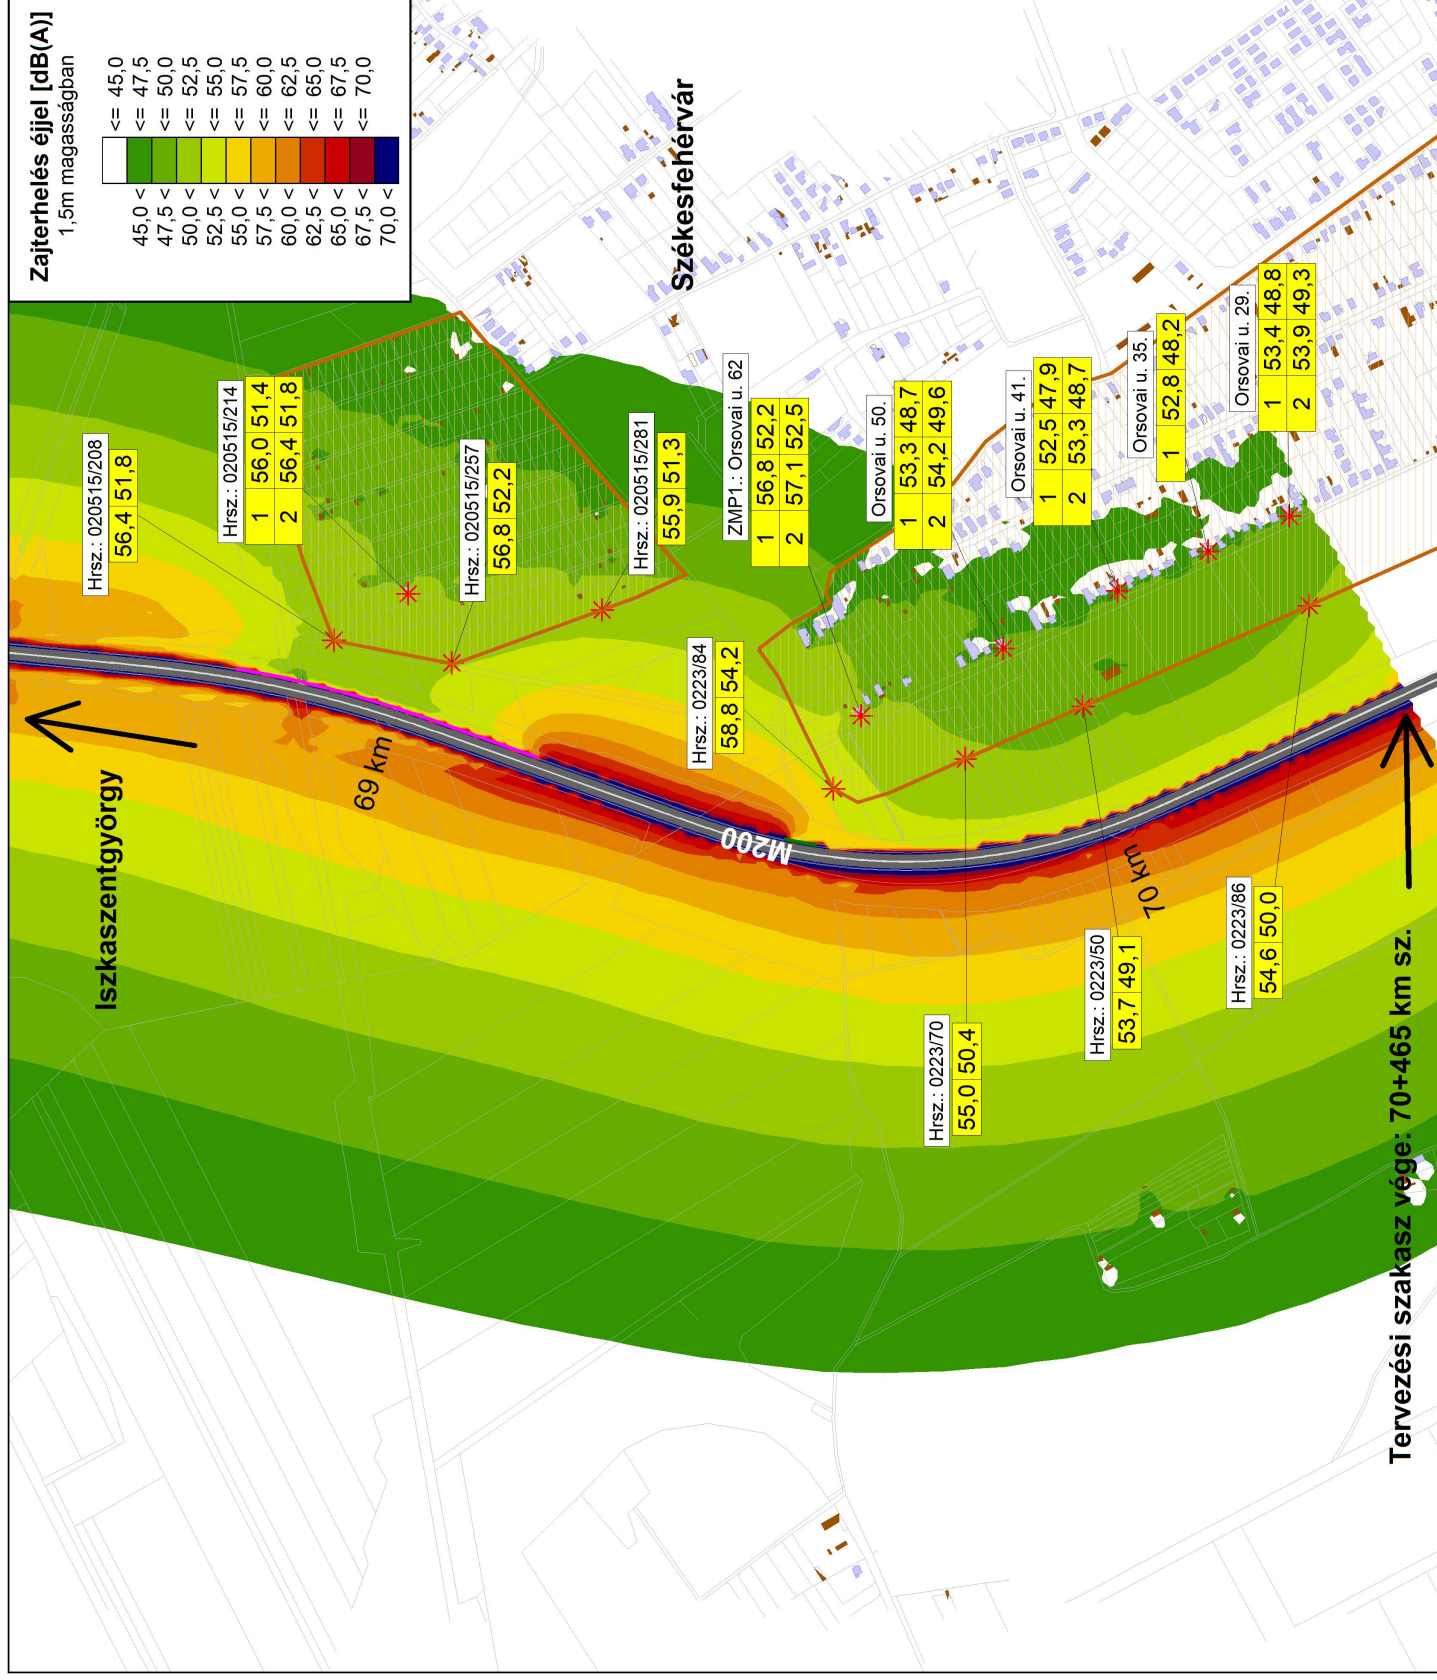 Zajterhelés éjjel [dB(A)]
1,5m magasságban
<= 45,0
45,0 < <= 47,5
47,5 < <= 50,0
50,0 < <= 52,5
52,5 < <= 55,0
55,0 < <= 57,5
57,5 < <= 60,0
60,0 < <= 62,5
62,5 < <= 65,0
65,0 < <= 67,5
67,5 < <= 70,0
70,0 <
Iszkaszentgyörgy
Székesfehérvár
69 km
M200
70 km
Tervezési szakasz vége: 70+465 km sz.
Hrsz.: 020515/208
56,4 51,8
Hrsz.: 020515/214
1 56,0 51,4
2 56,4 51,8
Hrsz.: 020515/257
56,8 52,2
Hrsz.: 020515/281
55,9 51,3
Hrsz.: 0223/84
58,8 54,2
ZMP1.: Orsovai u. 62
1 56,8 52,2
2 57,1 52,5
Orsovai u. 50.
1 53,3 48,7
2 54,2 49,6
Hrsz.: 0223/70
55,0 50,4
Orsovai u. 41.
1 52,5 47,9
2 53,3 48,7
Hrsz.: 0223/50
53,7 49,1
Orsovai u. 35.
1 52,8 48,2
Orsovai u. 29.
1 53,4 48,8
2 53,9 49,3
Hrsz.: 0223/86
54,6 50,0